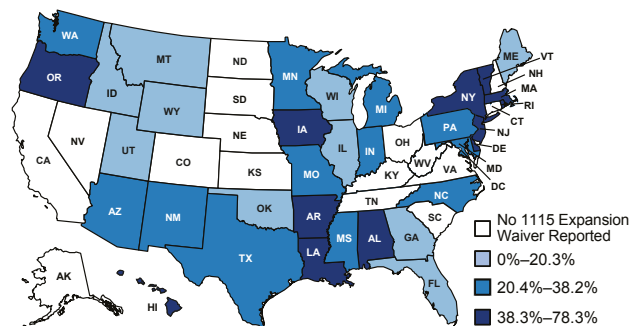 WA
MT
ND
MN
ME
VT
NH
OR
ID
SD
WI
MI
NY
MA
RI
WY
IA
PA
CT
NJ
NE
NV
UT
CO
IL
IN
OH
DE
CA
KS
MO
KY
WV
VA
MD
DC
TN
NC
AZ
NM
OK
AR
SC
MS
AL
GA
TX
LA
FL
AK
HI
No 1115 Expansion
Waiver Reported
0%–20.3%
20.4%–38.2%
38.3%–78.3%